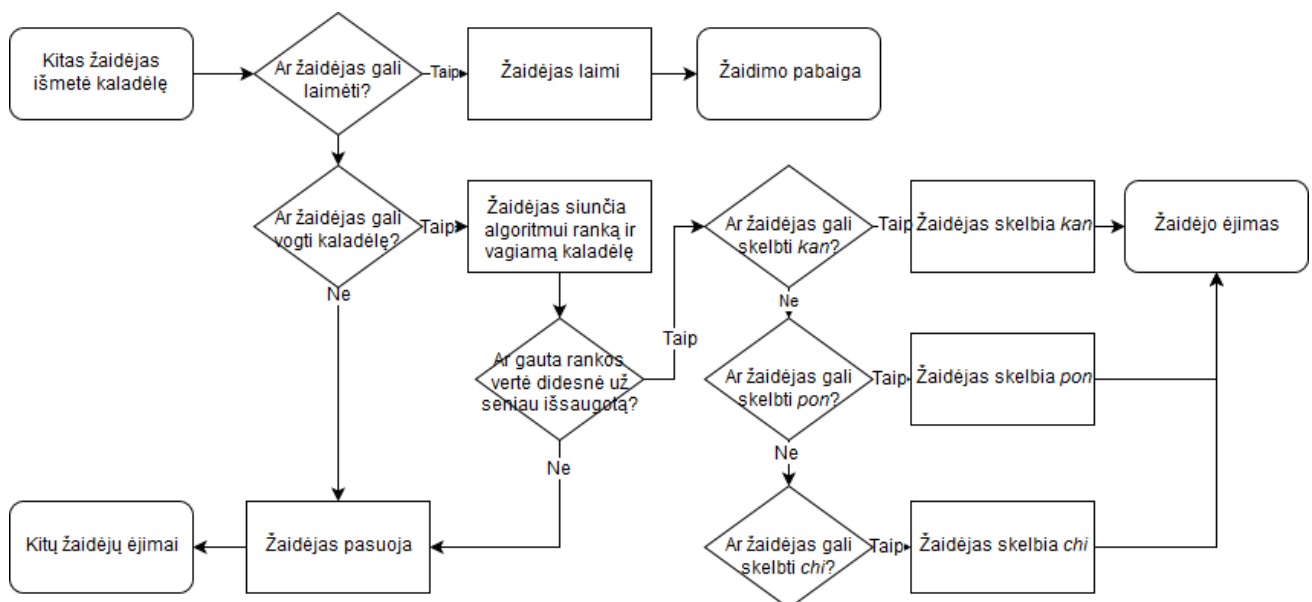 Kitas žaidėjas
išmetė kaladėlę
Ar žaidėjas gali
laimėti?
Taip
Žaidėjas laimi
Žaidimo pabaiga
Ar žaidėjas gali
vogti kaladėlę?
Taip
Žaidėjas siunčia
algoritmui ranką ir
vagiamą kaladėlę
Ar žaidėjas gali
skelbti kan?
Taip
Žaidėjas skelbia kan
Žaidėjo ėjimas
Ne
Ne
Taip
Ar gauta rankos
vertė didesnė už
seniau išsaugotą?
Ar žaidėjas gali
skelbti pon?
Taip
Žaidėjas skelbia pon
Ne
Ne
Kitų žaidėjų ėjimai
Žaidėjas pasuoja
Ar žaidėjas gali
skelbti chi?
Taip
Žaidėjas skelbia chi